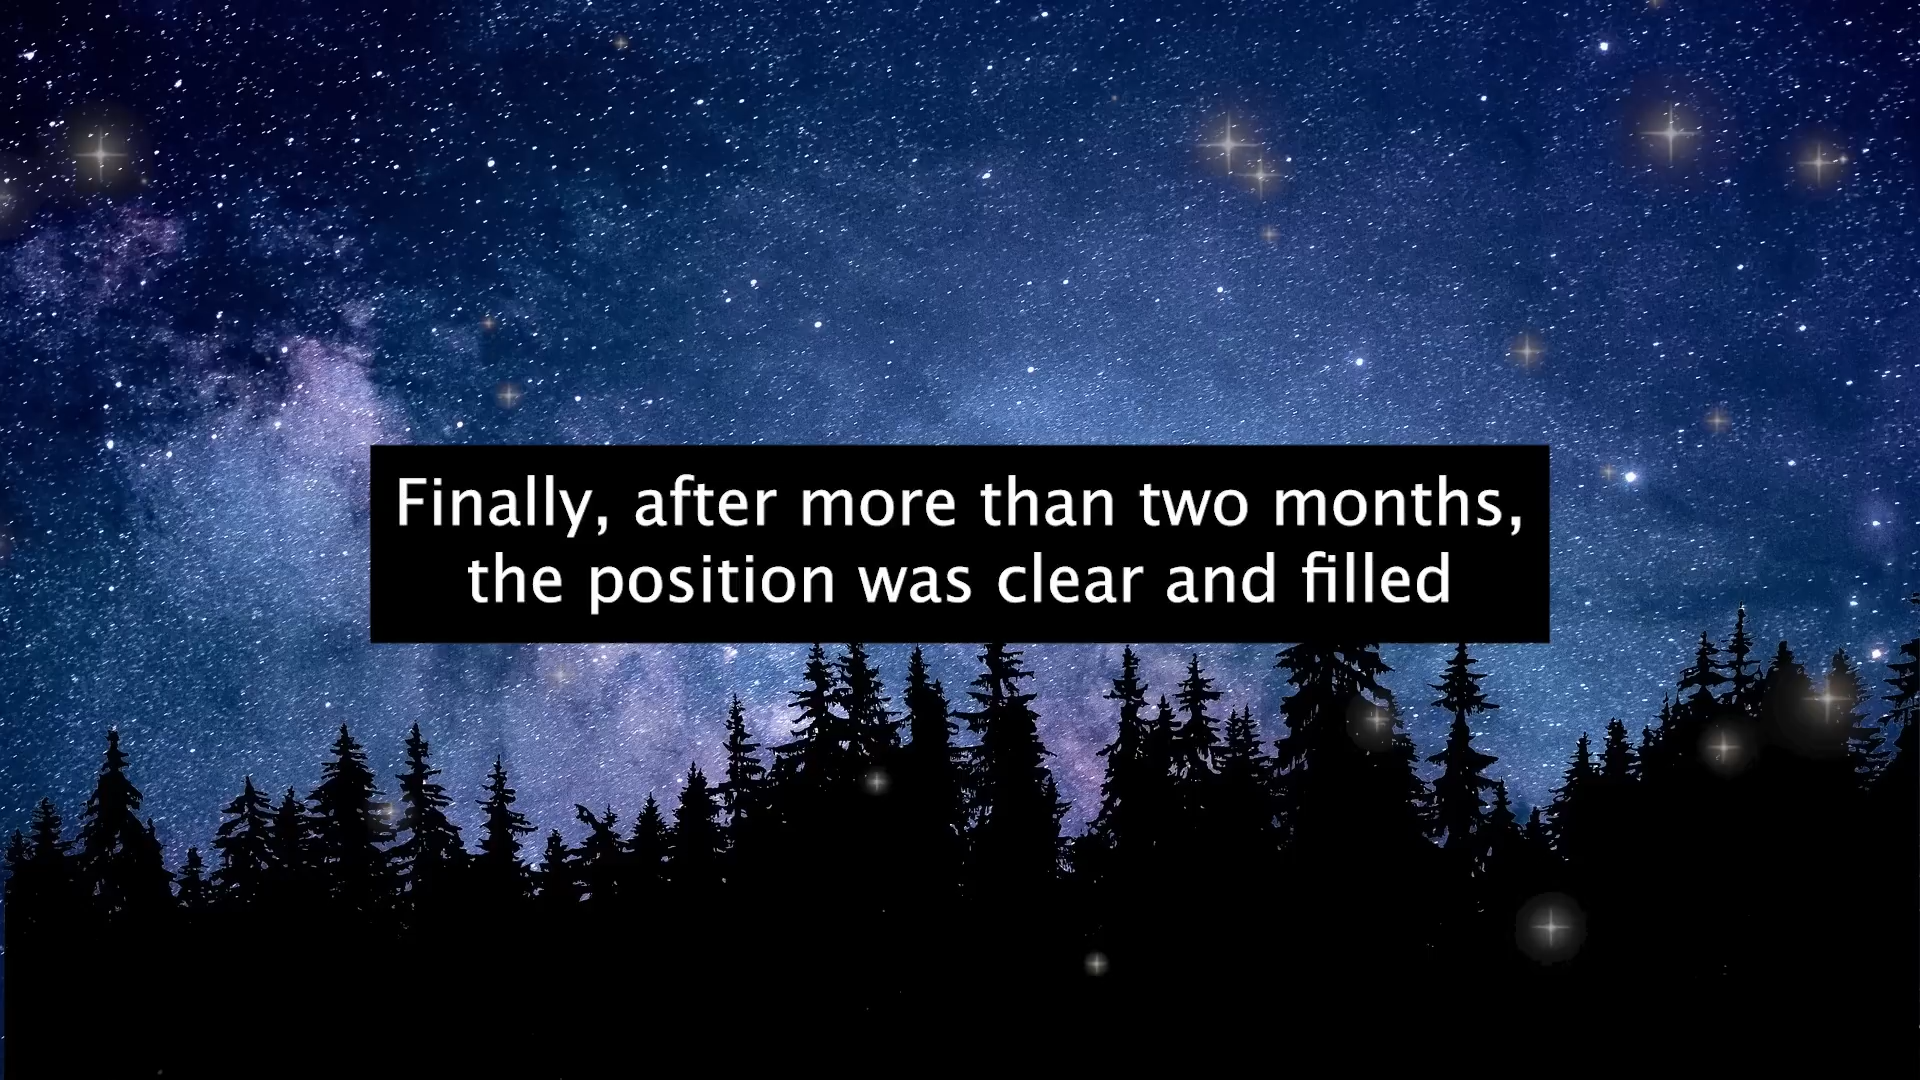 Finally, after more than two months,
the position was clear and filled